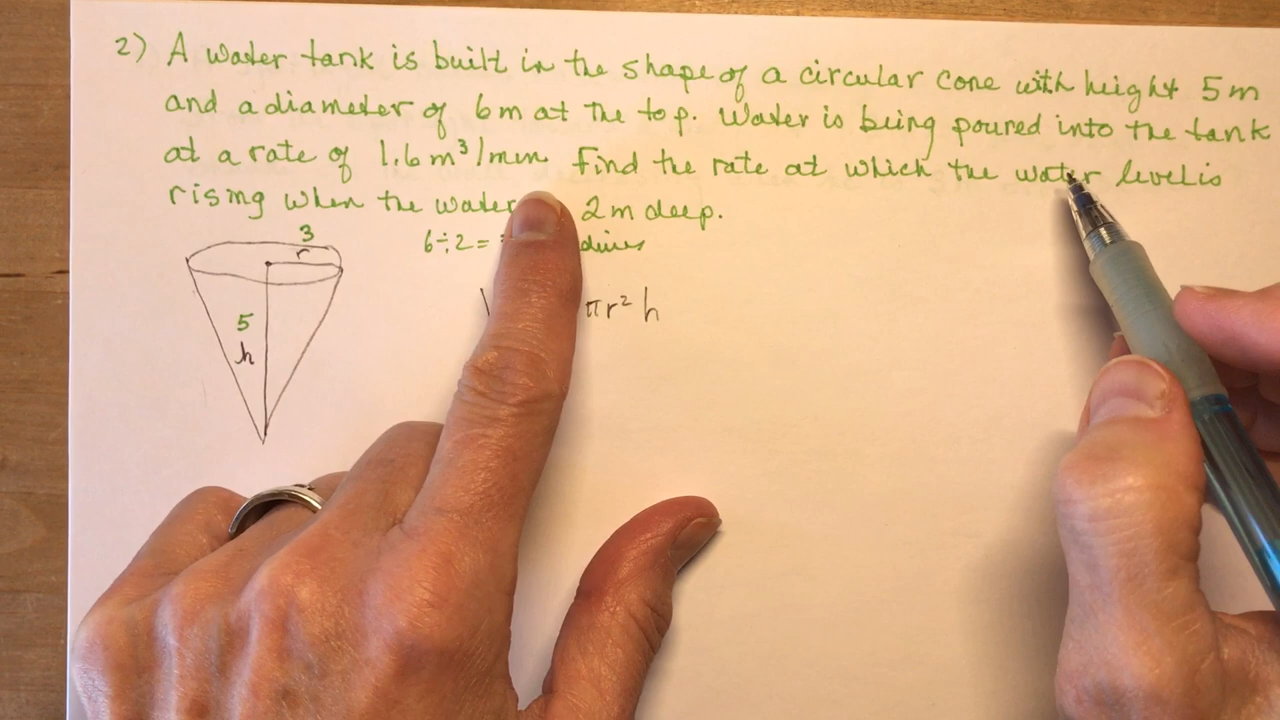 2) A water tank is built in the shape of a circular cone with height 5m
and a diameter of 6m at the top. Water is being poured into the tank
at a rate of 1.6 m³/min find the rate at which the water level is
rising when the water 2m deep.
3
6÷2=
r
πr² h
5
h